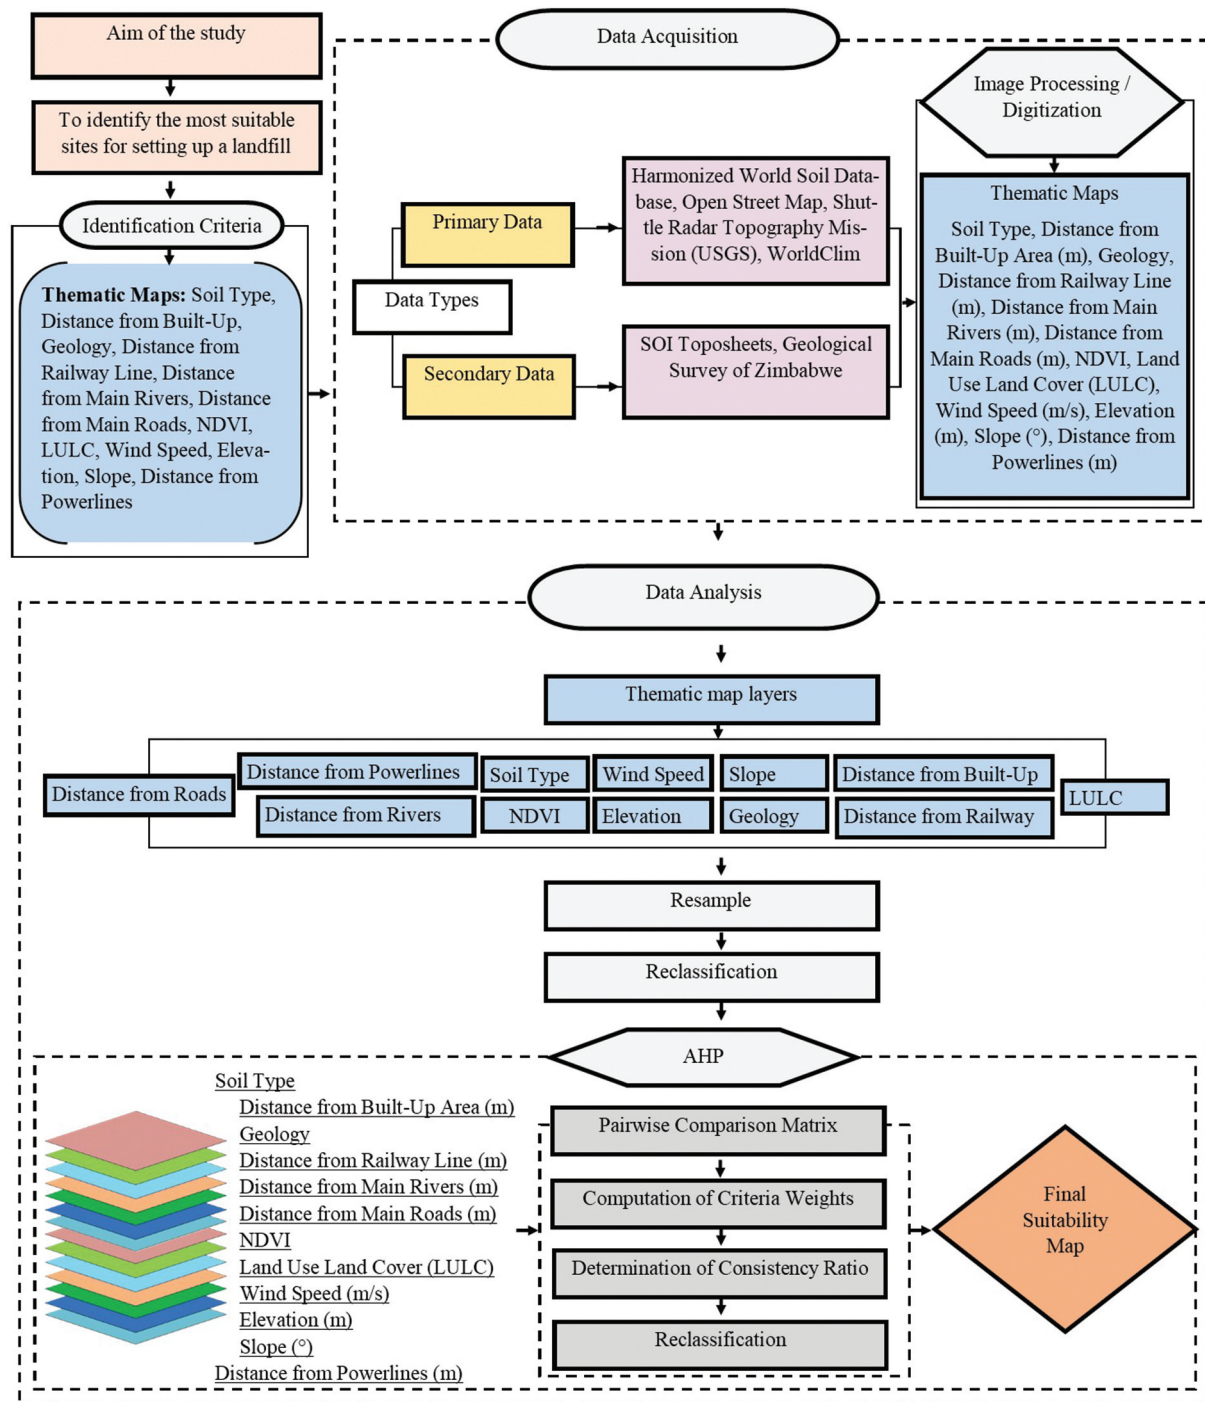 Aim of the study
To identify the most suitable
sites for setting up a landfill
Identification Criteria
Thematic Maps: Soil Type,
Distance from Built-Up,
Geology, Distance from
Railway Line, Distance
from Main Rivers, Distance
from Main Roads, NDVI,
LULC, Wind Speed, Eleva-
tion, Slope, Distance from
Powerlines
Data Acquisition
Data Types
Primary Data
Secondary Data
Harmonized World Soil Data-
base, Open Street Map, Shut-
tle Radar Topography Mis-
sion (USGS), WorldClim
SOI Toposheets, Geological
Survey of Zimbabwe
Image Processing /
Digitization
Thematic Maps
Soil Type, Distance from
Built-Up Area (m), Geology,
Distance from Railway Line
(m), Distance from Main
Rivers (m), Distance from
Main Roads (m), NDVI, Land
Use Land Cover (LULC),
Wind Speed (m/s), Elevation
(m), Slope (°), Distance from
Powerlines (m)
Data Analysis
Thematic map layers
Distance from Roads
Distance from Powerlines
Soil Type
Wind Speed
Slope
Distance from Built-Up
LULC
Distance from Rivers
NDVI
Elevation
Geology
Distance from Railway
Resample
Reclassification
AHP
Soil Type
Distance from Built-Up Area (m)
Geology
Distance from Railway Line (m)
Distance from Main Rivers (m)
Distance from Main Roads (m)
NDVI
Land Use Land Cover (LULC)
Wind Speed (m/s)
Elevation (m)
Slope (°)
Distance from Powerlines (m)
Pairwise Comparison Matrix
Computation of Criteria Weights
Determination of Consistency Ratio
Reclassification
Final
Suitability
Map